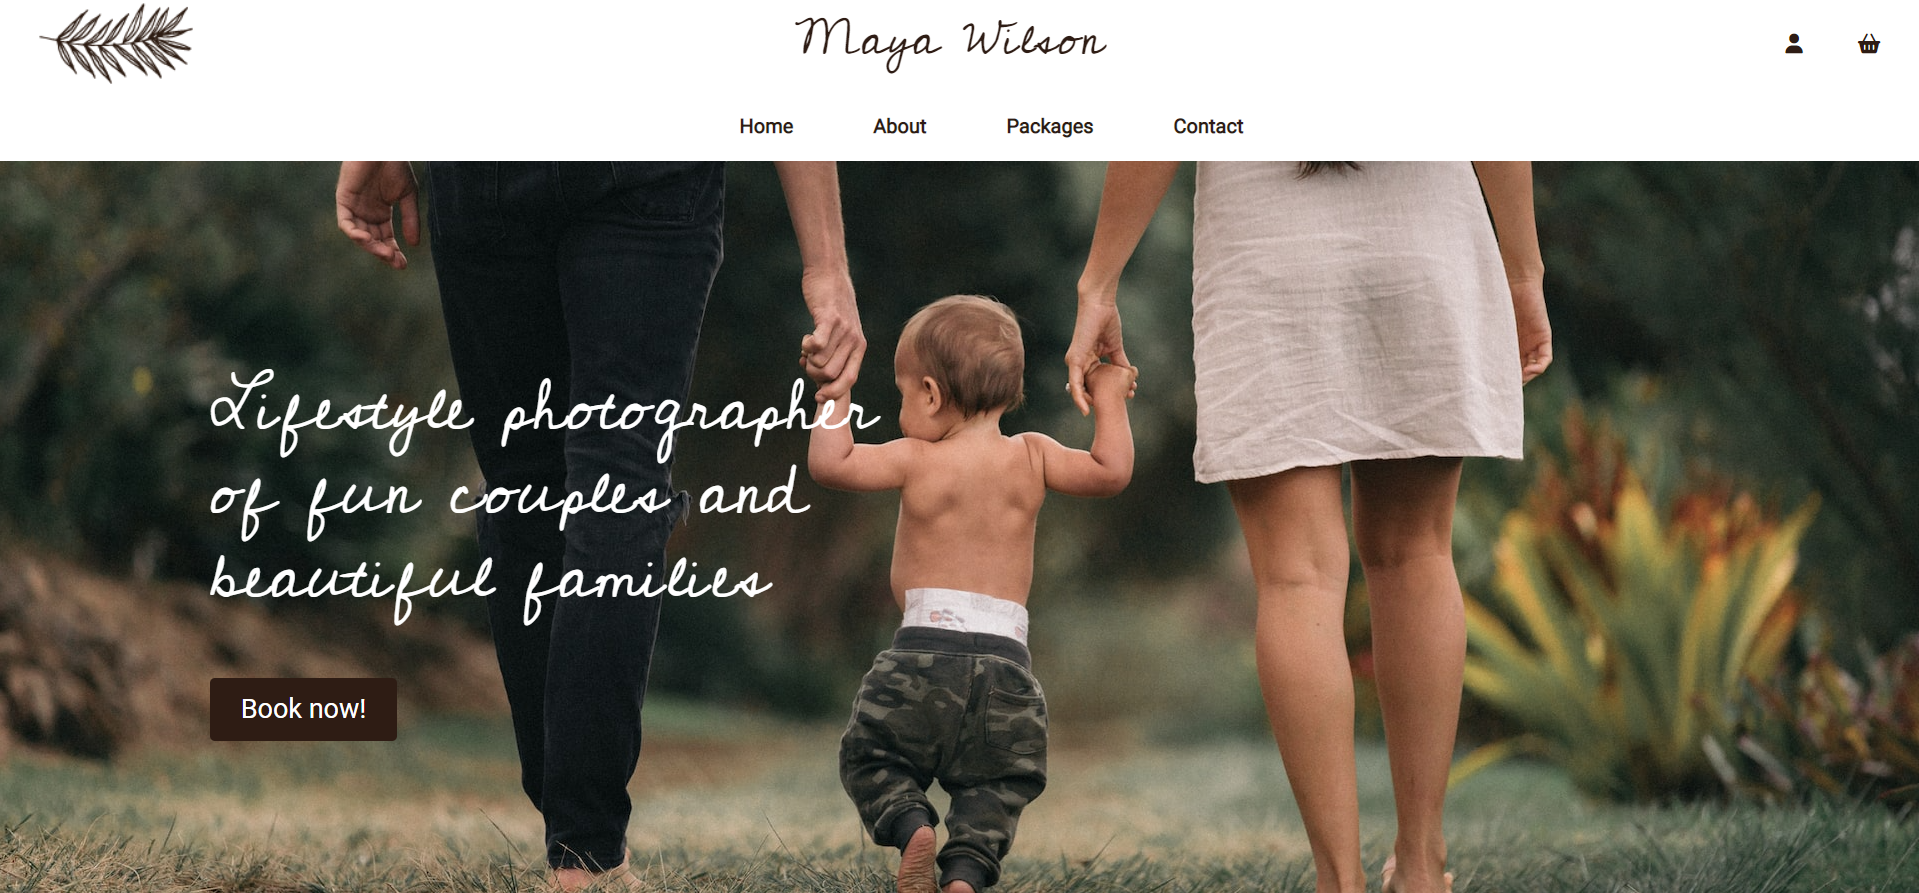 Maya Wilson
Home About Packages Contact
Lifestyle photographer
of fun couples and
beautiful families
Book now!